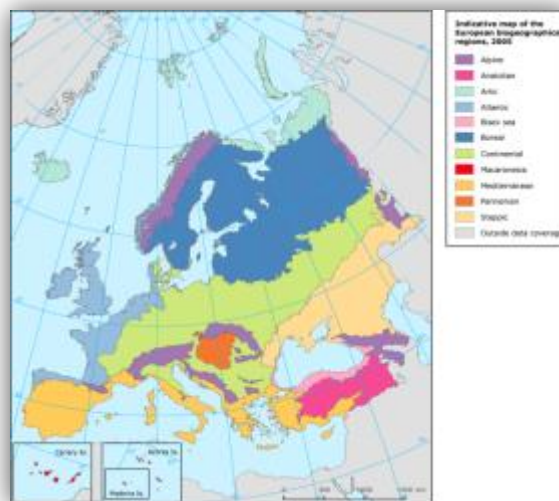 Indicative map of the
European biogeographical
regions, 2005
Alpine
Anatolian
Artic
Atlantic
Black sea
Boreal
Continental
Macaronesia
Mediterranean
Pannonian
Steppic
Outside data coverage
Canary Is.
Azores Is.
Madeira Is.